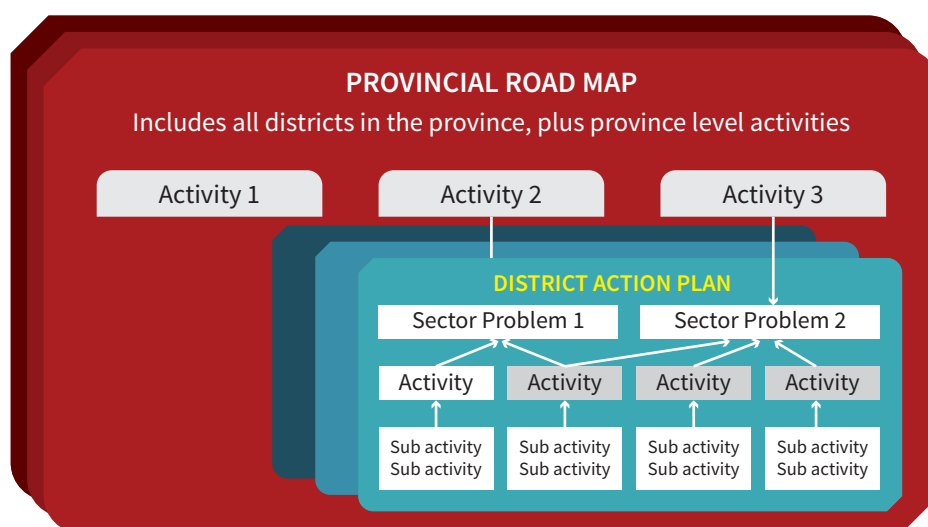 PROVINCIAL ROAD MAP
Includes all districts in the province, plus province level activities
Activity 1
Activity 2
Activity 3
DISTRICT ACTION PLAN
Sector Problem 1
Sector Problem 2
Activity
Activity
Activity
Activity
Sub activity
Sub activity
Sub activity
Sub activity
Sub activity
Sub activity
Sub activity
Sub activity